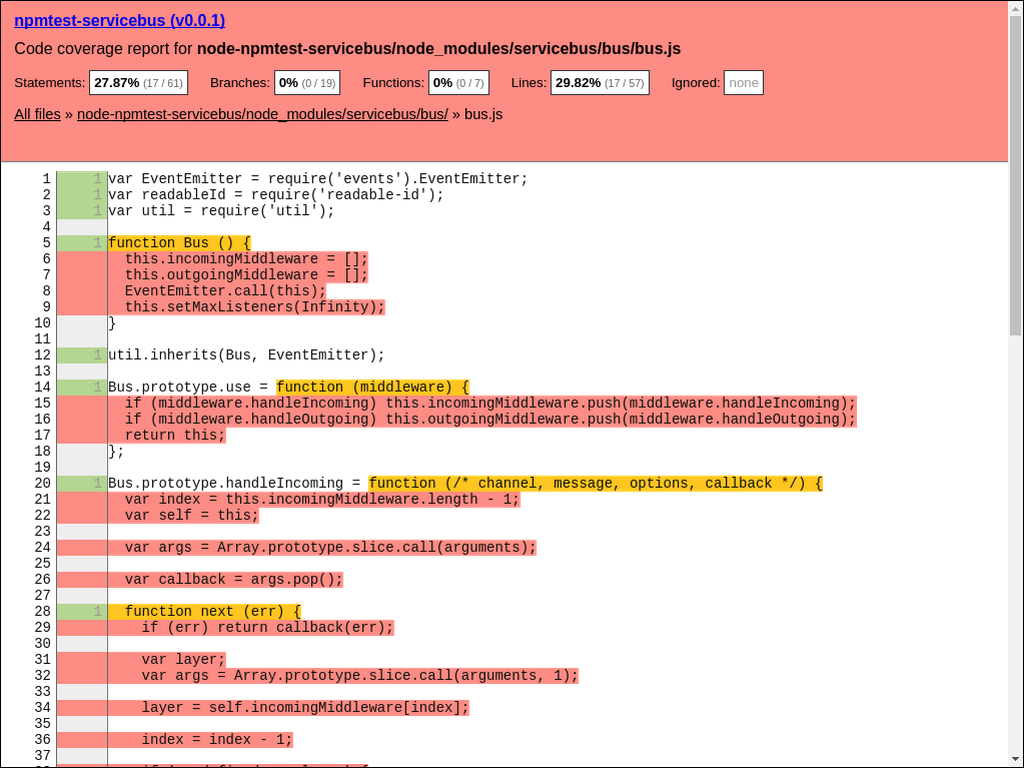 npmtest-servicebus (v0.0.1)
Code coverage report for node-npmtest-servicebus/node_modules/servicebus/bus/bus.js
Statements: 27.87% (17 / 61) Branches: 0% (0 / 19) Functions: 0% (0 / 7) Lines: 29.82% (17 / 57) Ignored: none
All files » node-npmtest-servicebus/node_modules/servicebus/bus/ » bus.js
1 1 var EventEmitter = require('events').EventEmitter;
2 1 var readableId = require('readable-id');
3 1 var util = require('util');
4
5 1 function Bus () {
6 this.incomingMiddleware = [];
7 this.outgoingMiddleware = [];
8 EventEmitter.call(this);
9 this.setMaxListeners(Infinity);
10 }
11
12 1 util.inherits(Bus, EventEmitter);
13
14 1 Bus.prototype.use = function (middleware) {
15 if (middleware.handleIncoming) this.incomingMiddleware.push(middleware.handleIncoming);
16 if (middleware.handleOutgoing) this.outgoingMiddleware.push(middleware.handleOutgoing);
17 return this;
18 };
19
20 1 Bus.prototype.handleIncoming = function (/* channel, message, options, callback */) {
21 var index = this.incomingMiddleware.length - 1;
22 var self = this;
23
24 var args = Array.prototype.slice.call(arguments);
25
26 var callback = args.pop();
27
28 1 function next (err) {
29 if (err) return callback(err);
30
31 var layer;
32 var args = Array.prototype.slice.call(arguments, 1);
33
34 layer = self.incomingMiddleware[index];
35
36 index = index - 1;
37